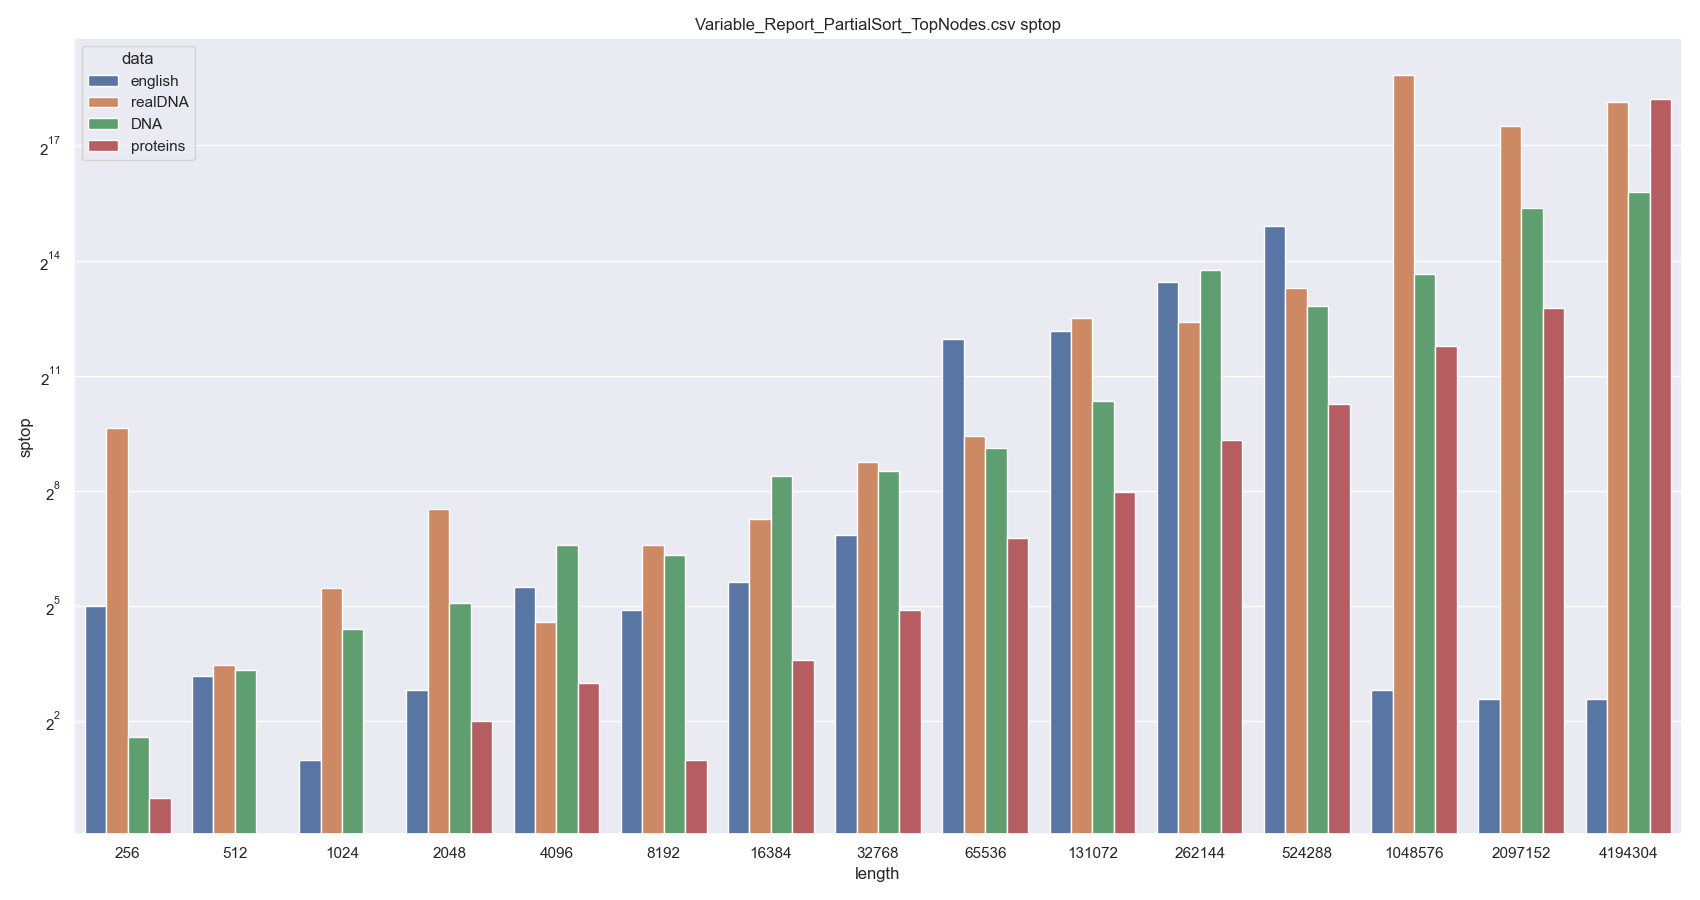 Variable_Report_PartialSort_TopNodes.csv sptop
data
english
realDNA
DNA
proteins
2^17
2^14
2^11
2^8
2^5
2^2
sptop
256 512 1024 2048 4096 8192 16384 32768 65536 131072 262144 524288 1048576 2097152 4194304
length